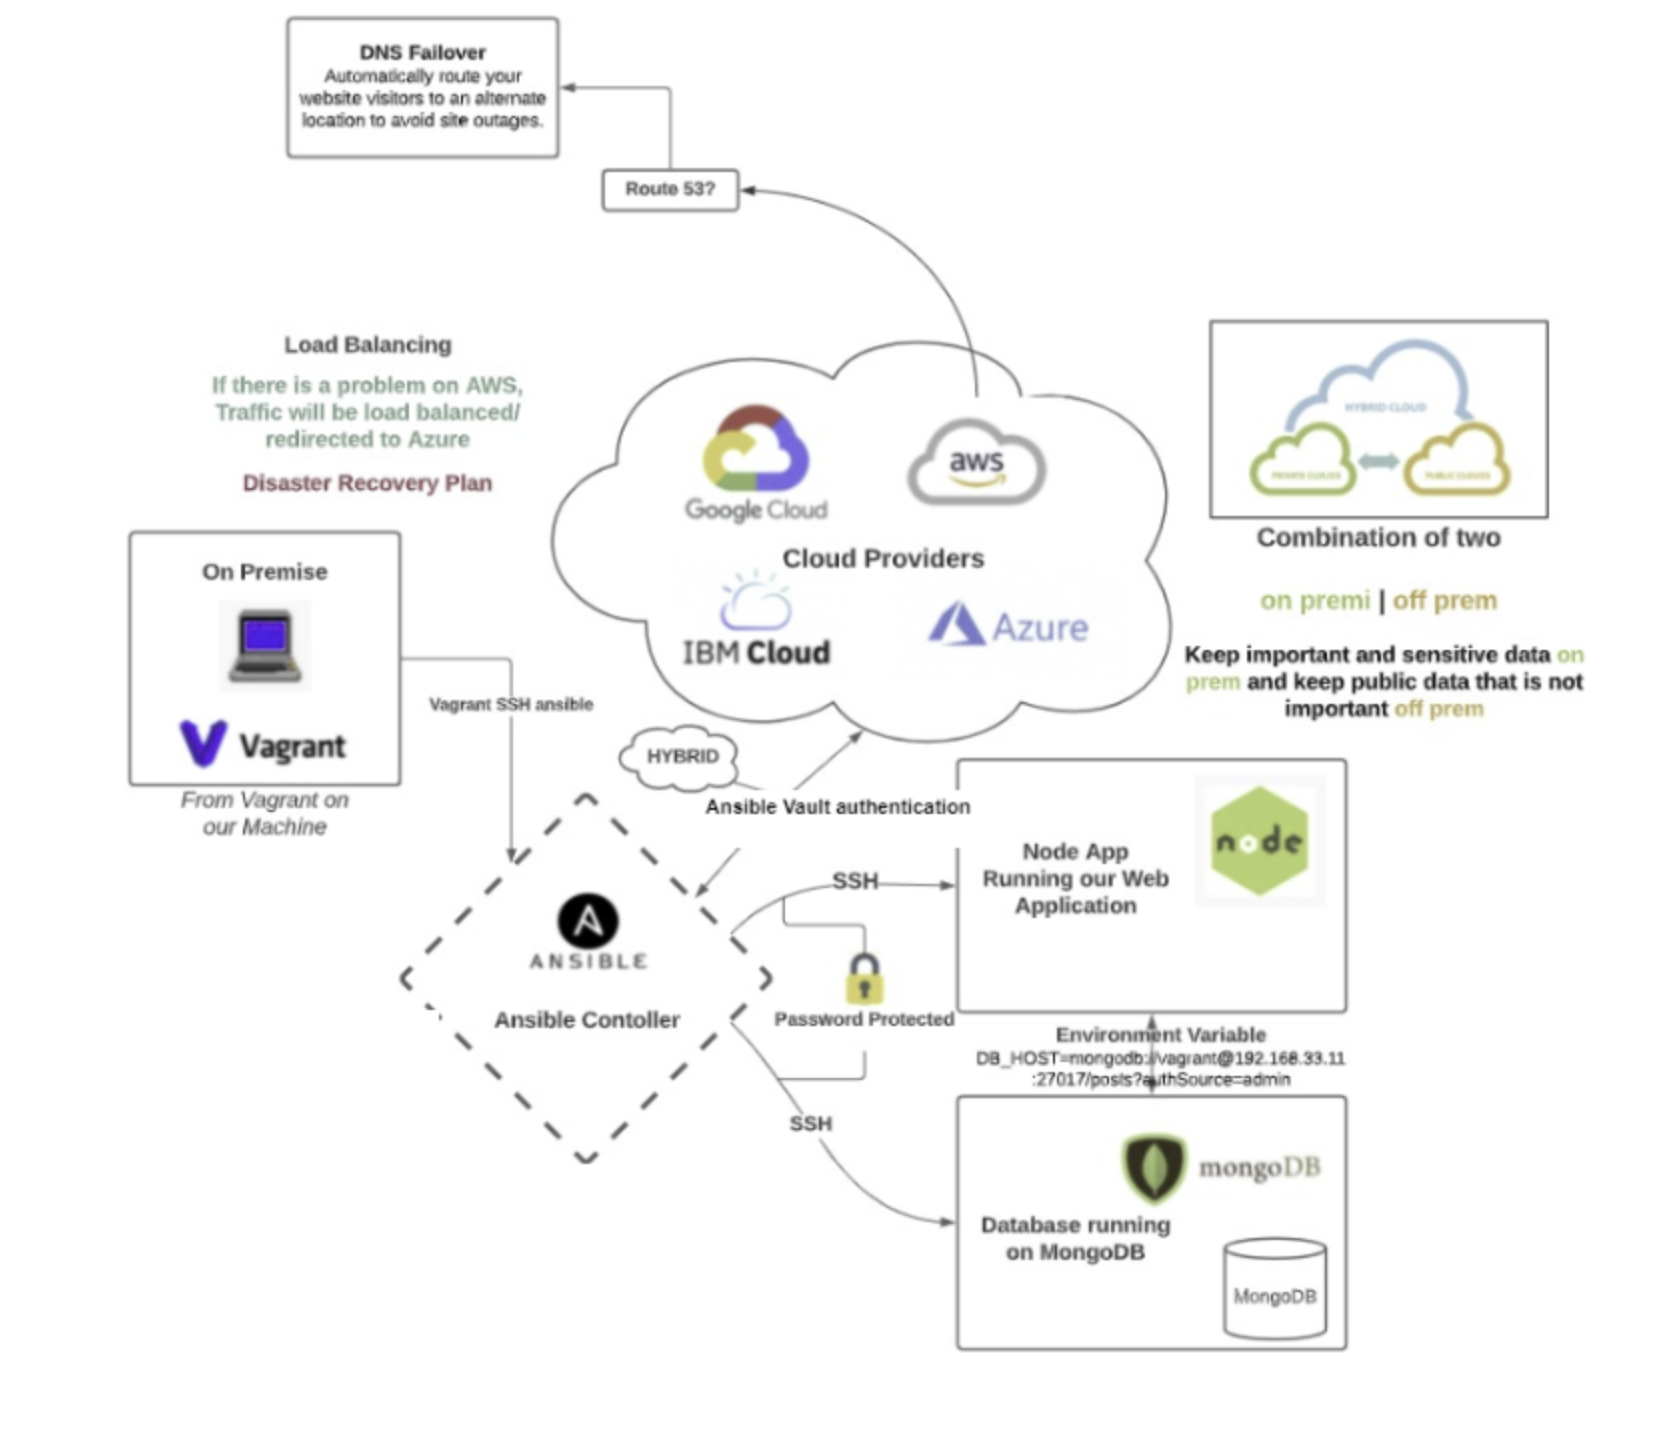 DNS Failover
Automatically route your
website visitors to an alternate
location to avoid site outages.
Route 53?
Load Balancing
If there is a problem on AWS,
Traffic will be load balanced/
redirected to Azure
Disaster Recovery Plan
On Premise
Vagrant
From Vagrant on
our Machine
Vagrant SSH ansible
Google Cloud
aws
?
Cloud Providers
IBM Cloud
Azure
HYBRID CLOUD
PRIVATE CLOUDS
PUBLIC CLOUDS
Combination of two
on premi | off prem
Keep important and sensitive data on
prem and keep public data that is not
important off prem
HYBRID
Ansible Vault authentication
ANSIBLE
Ansible Contoller
SSH
Password Protected
SSH
Node App
Running our Web
Application
node
Environment Variable
DB_HOST=mongodb://vagrant@192.168.33.11
:27017/posts?authSource=admin
mongoDB
Database running
on MongoDB
MongoDB